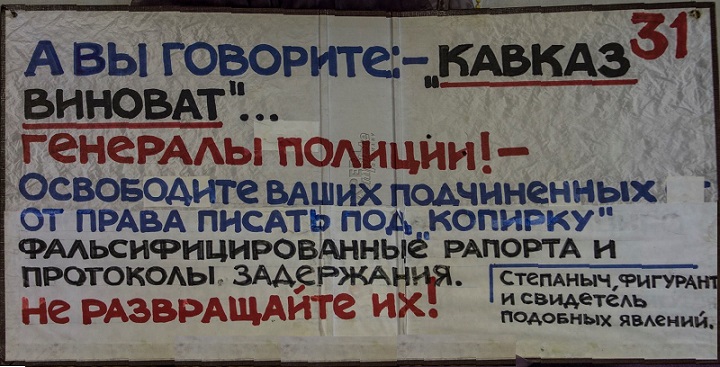 А ВЫ ГОВОРИТЕ:- „КАВКАЗ 31
ВИНОВАТ"...
ГЕНЕРАЛЫ ПОЛИЦИИ!-
ОСВОБОДИТЕ ВАШИХ ПОДЧИНЕННЫХ
ОТ ПРАВА ПИСАТЬ ПОД „КОПИРКУ"
ФАЛЬСИФИЦИРОВАННЫЕ РАПОРТА И
ПРОТОКОЛЫ ЗАДЕРЖАНИЯ.
НЕ РАЗВРАЩАЙТЕ ИХ!
СТЕПАНЫЧ, ФИГУРАНТ
И СВИДЕТЕЛЬ
ПОДОБНЫХ ЯВЛЕНИЙ.